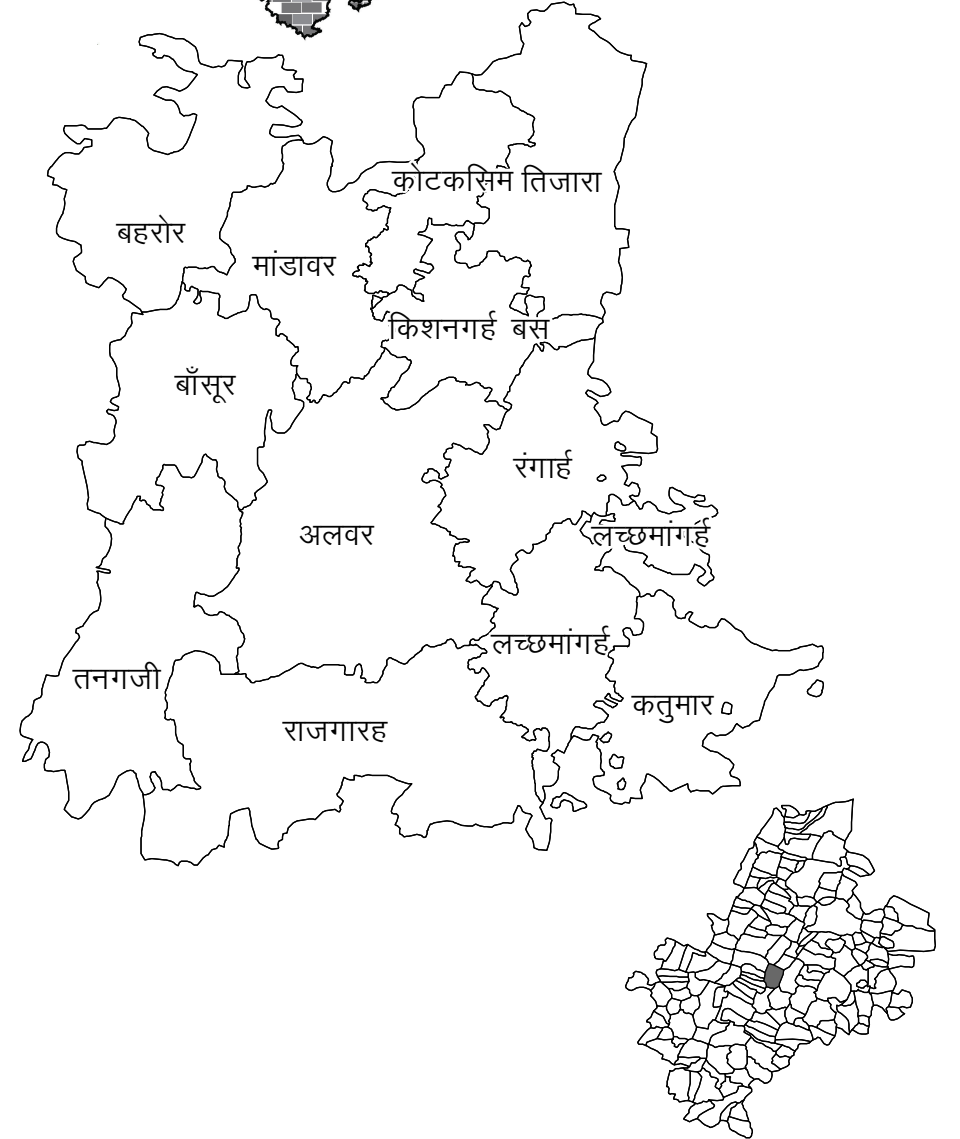 कोटकसिम तिजारा
बहरोर
मांडावर
किशनगर्ह बस
बाँसूर
रंगार्ह
अलवर
लच्छमांगर्ह
लच्छमांगर्ह
तनगजी
कतुमार
राजगारह